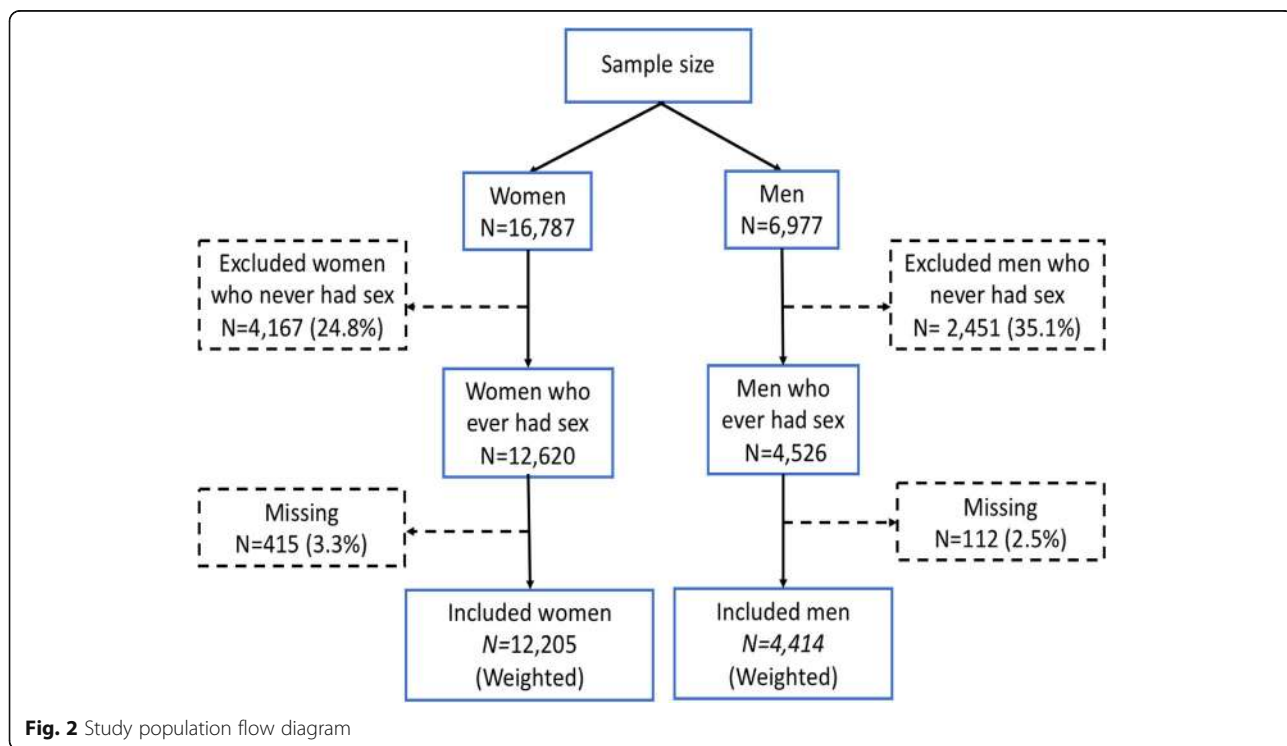 Sample size
Women
N=16,787
Men
N=6,977
Excluded women
who never had sex
N=4,167 (24.8%)
Excluded men who
never had sex
N= 2,451 (35.1%)
Women who
ever had sex
N=12,620
Men who
ever had sex
N=4,526
Missing
N=415 (3.3%)
Missing
N=112 (2.5%)
Included women
N=12,205
(Weighted)
Included men
N=4,414
(Weighted)
Fig. 2 Study population flow diagram